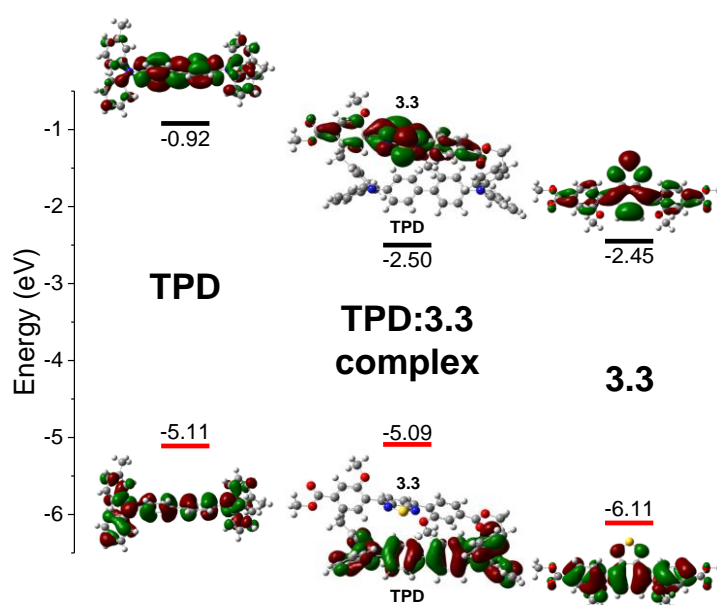 Energy (eV)
-1
-2
-3
-4
-5
-6
-0.92
TPD
-5.11
3.3
TPD
-2.50
TPD:3.3
complex
-5.09
3.3
TPD
-2.45
3.3
-6.11